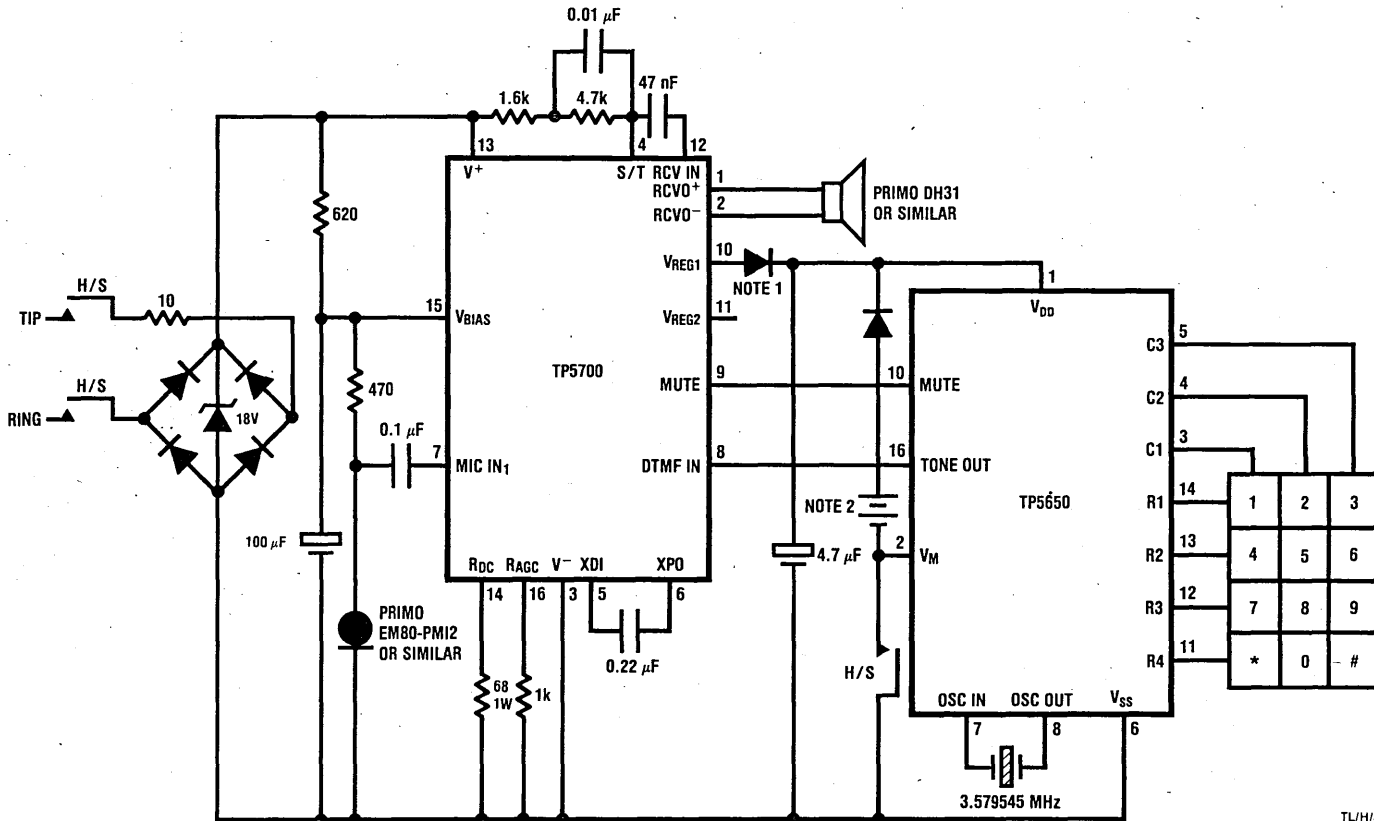 0.01 µF
47 nF
1.6k
4.7k
13
4
12
V+
S/T
RCV IN
RCVO+
1
RCVO−
2
PRIMO DH31
OR SIMILAR
620
VREG1
10
NOTE 1
1
VDD
H/S
10
TIP
15
VBIAS
VREG2
11
5
C3
TP5700
H/S
RING
18V
470
MUTE
9
10
MUTE
4
C2
0.1 µF
3
C1
7
MIC IN1
DTMF IN
8
16
TONE OUT
TP5650
14
R1
1
2
3
NOTE 2
100 µF
4.7 µF
2
VM
13
R2
4
5
6
RDC
RAGC
V−
XDI
XPO
14
16
3
5
6
12
R3
7
8
9
PRIMO
EM80-PMI2
OR SIMILAR
0.22 µF
11
R4
*
0
#
H/S
68
1W
1k
OSC IN
OSC OUT
VSS
7
8
6
3.579545 MHz
TL/H/